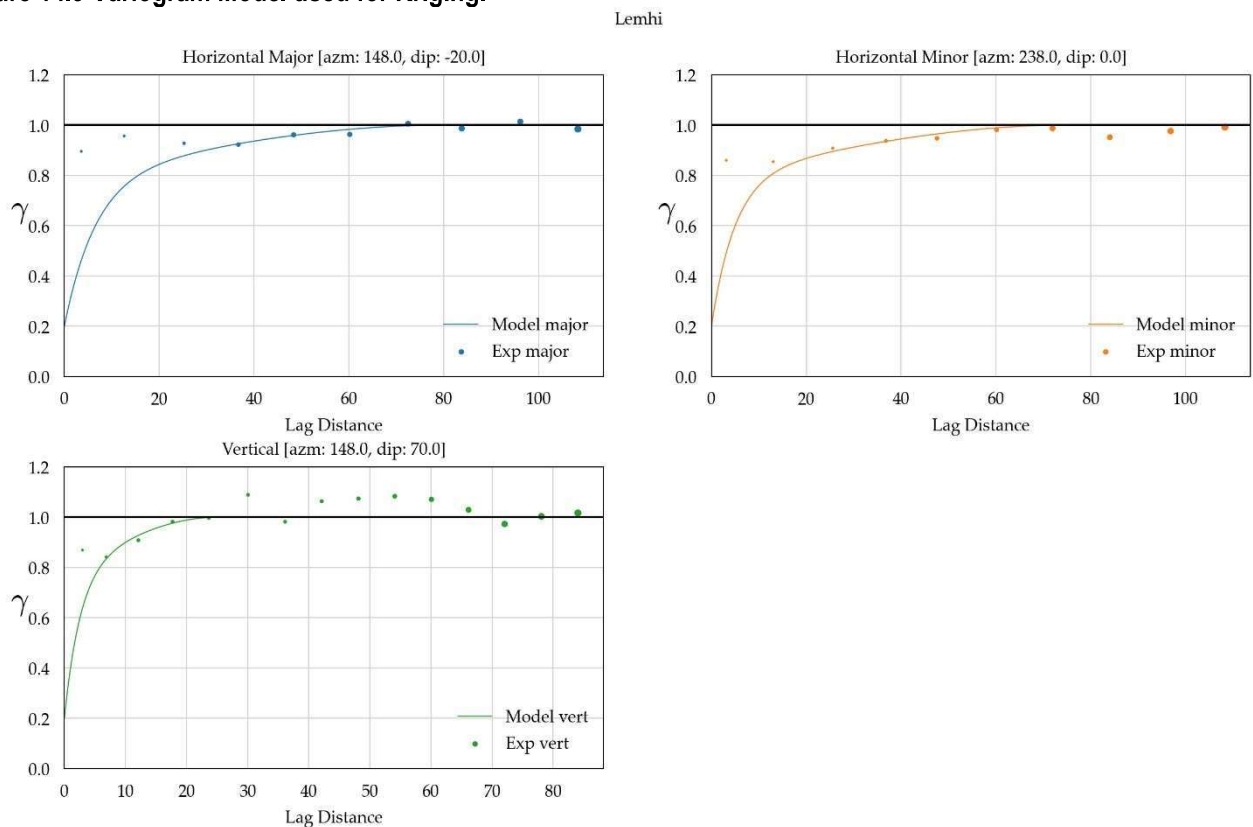 Lemhi
Horizontal Major [azm: 148.0, dip: -20.0]
1.2
1.0
0.8
0.6
0.4
0.2
0.0
γ
Model major
Exp major
0 20 40 60 80 100
Lag Distance
Horizontal Minor [azm: 238.0, dip: 0.0]
1.2
1.0
0.8
0.6
0.4
0.2
0.0
γ
Model minor
Exp minor
0 20 40 60 80 100
Lag Distance
Vertical [azm: 148.0, dip: 70.0]
1.2
1.0
0.8
0.6
0.4
0.2
0.0
γ
Model vert
Exp vert
0 10 20 30 40 50 60 70 80
Lag Distance